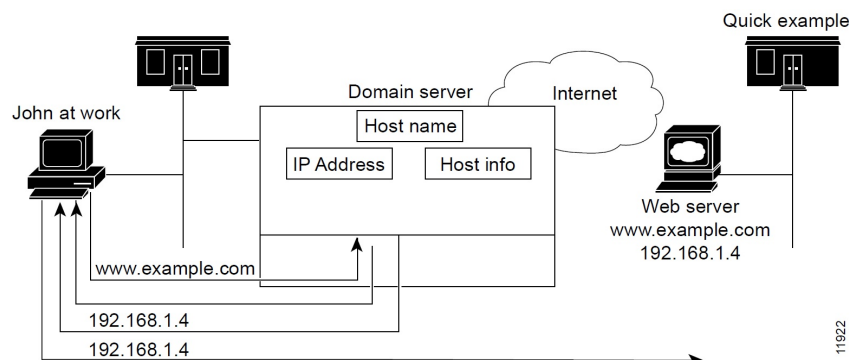 Quick example
John at work
Domain server
Internet
Host name
IP Address
Host info
Web server
www.example.com
192.168.1.4
www.example.com
192.168.1.4
192.168.1.4
11922